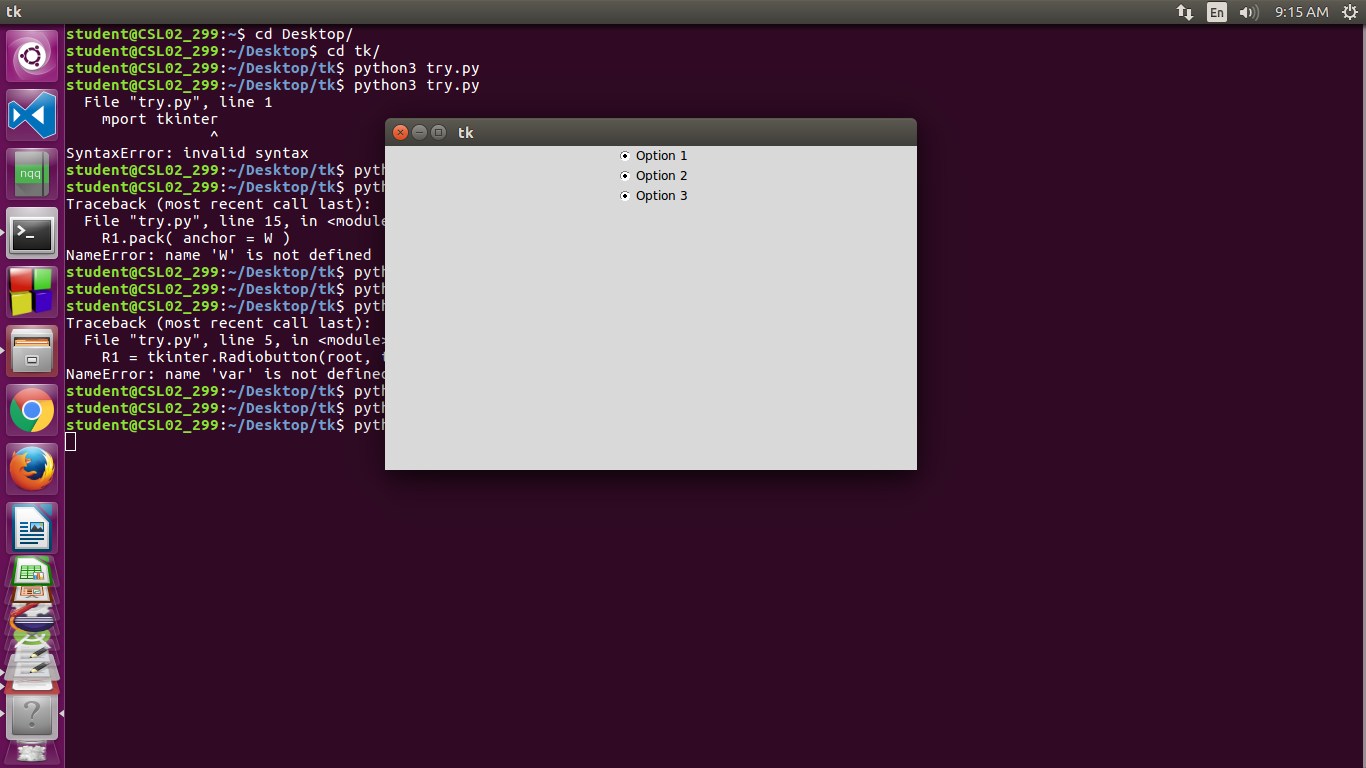 tk
En
9:15 AM
student@CSL02_299:~$ cd Desktop/
student@CSL02_299:~/Desktop$ cd tk/
student@CSL02_299:~/Desktop/tk$ python3 try.py
student@CSL02_299:~/Desktop/tk$ python3 try.py
File "try.py", line 1
mport tkinter
^
SyntaxError: invalid syntax
student@CSL02_299:~/Desktop/tk$ pyth
student@CSL02_299:~/Desktop/tk$ pyth
Traceback (most recent call last):
File "try.py", line 15, in <module
R1.pack( anchor = W )
NameError: name 'W' is not defined
student@CSL02_299:~/Desktop/tk$ pyth
student@CSL02_299:~/Desktop/tk$ pyth
student@CSL02_299:~/Desktop/tk$ pyth
Traceback (most recent call last):
File "try.py", line 5, in <module>
R1 = tkinter.Radiobutton(root, t
NameError: name 'var' is not defined
student@CSL02_299:~/Desktop/tk$ pyth
student@CSL02_299:~/Desktop/tk$ pyth
student@CSL02_299:~/Desktop/tk$ pyth
tk
Option 1
Option 2
Option 3
nqq
>_
?